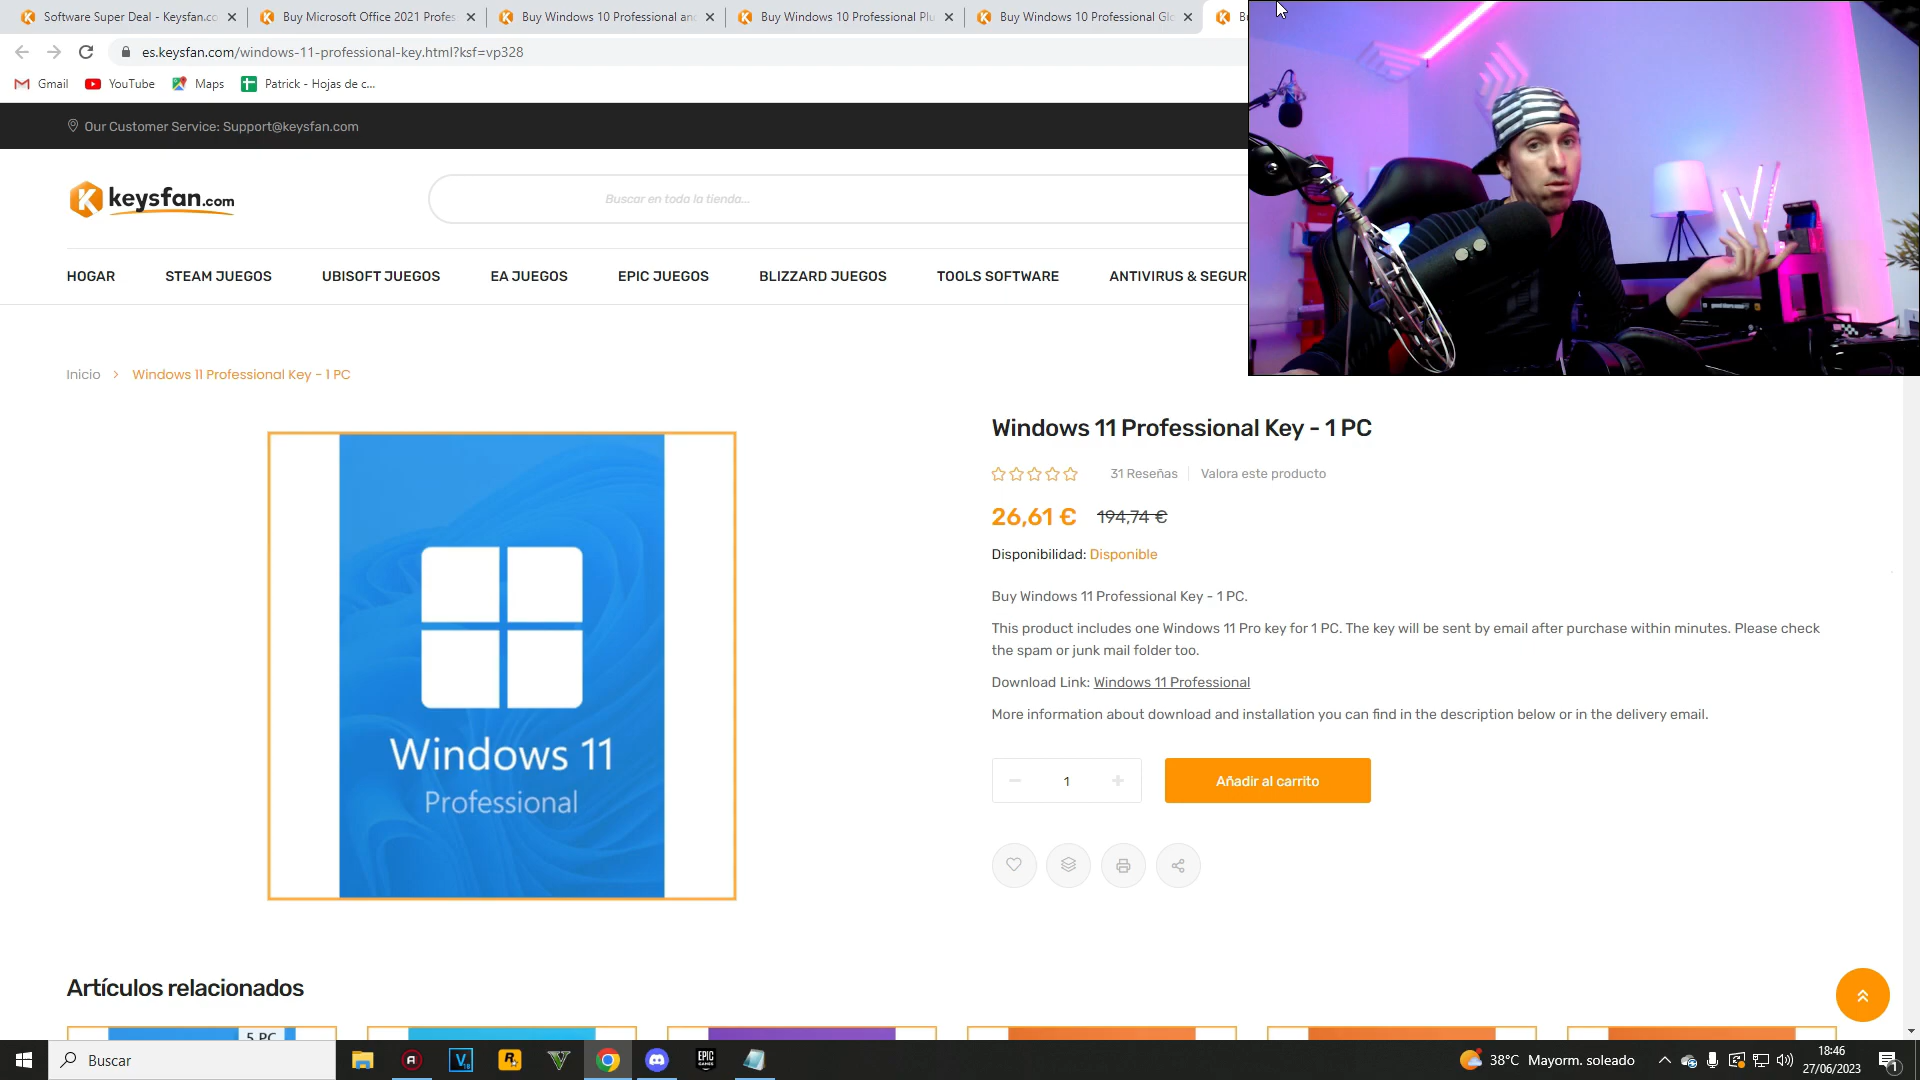 Software Super Deal - Keysfan.co
Buy Microsoft Office 2021 Profes
Buy Windows 10 Professional an
Buy Windows 10 Professional Plu
Buy Windows 10 Professional Glo
es.keysfan.com/windows-11-professional-key.html?ksf=vp328
Gmail
YouTube
Maps
Patrick - Hojas de c...
Our Customer Service: Support@keysfan.com
keysfan.com
Buscar en toda la tienda...
HOGAR
STEAM JUEGOS
UBISOFT JUEGOS
EA JUEGOS
EPIC JUEGOS
BLIZZARD JUEGOS
TOOLS SOFTWARE
ANTIVIRUS & SEGUR
Inicio > Windows 11 Professional Key - 1 PC
Windows 11
Professional
Windows 11 Professional Key - 1 PC
31 Reseñas
Valora este producto
26,61 € 194,74 €
Disponibilidad: Disponible
Buy Windows 11 Professional Key - 1 PC.
This product includes one Windows 11 Pro key for 1 PC. The key will be sent by email after purchase within minutes. Please check
the spam or junk mail folder too.
Download Link: Windows 11 Professional
More information about download and installation you can find in the description below or in the delivery email.
1
Añadir al carrito
Artículos relacionados
5 PC
Buscar
EPIC
GAMES
38°C Mayorm. soleado
18:46
27/06/2023
1